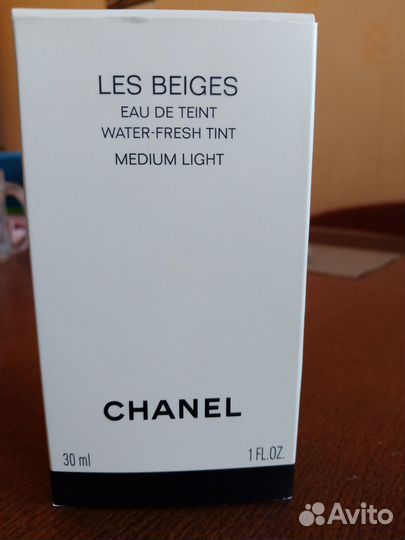 LES BEIGES
EAU DE TEINT
WATER-FRESH TINT
MEDIUM LIGHT
CHANEL
30 ml 1 FL.OZ.
Avito